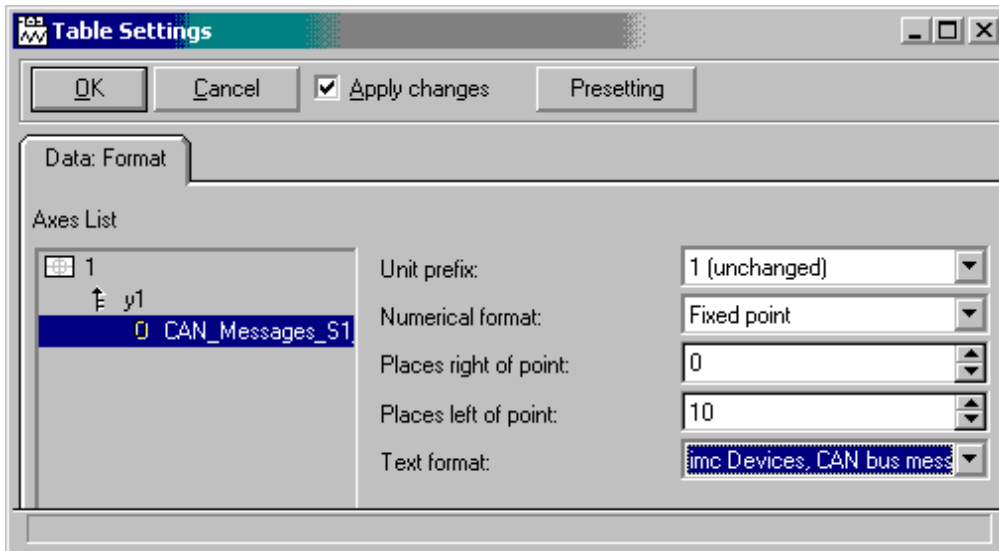 Table Settings
OK Cancel Apply changes Presetting
Data: Format
Axes List
1
y1
0 CAN_Messages_S1
Unit prefix: 1 (unchanged)
Numerical format: Fixed point
Places right of point: 0
Places left of point: 10
Text format: imc Devices, CAN bus mess